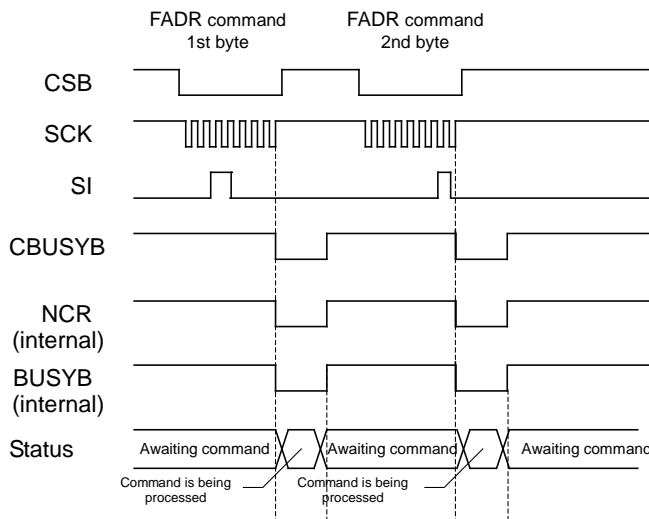 FADR command
1st byte
FADR command
2nd byte
CSB
SCK
SI
CBUSYB
NCR
(internal)
BUSYB
(internal)
Status
Awaiting command
Awaiting command
Awaiting command
Command is being
processed
Command is being
processed